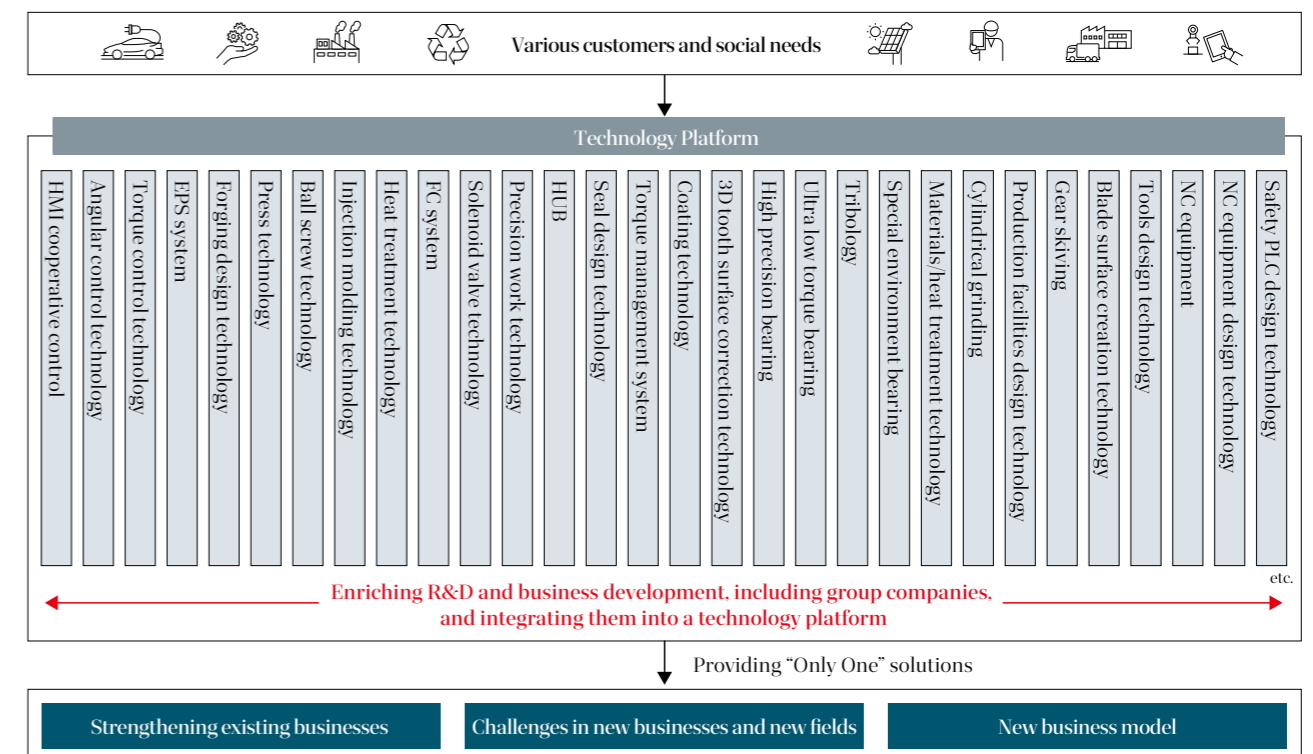 Various customers and social needs
Technology Platform
HMI cooperative control
Angular control technology
Torque control technology
EPS system
Forging design technology
Press technology
Ball screw technology
Injection molding technology
Heat treatment technology
FC system
Solenoid valve technology
Precision work technology
HUB
Seal design technology
Torque management system
Coating technology
3D tooth surface correction technology
High precision bearing
Ultra low torque bearing
Tribology
Special environment bearing
Materials/heat treatment technology
Cylindrical grinding
Production facilities design technology
Gear skiving
Blade surface creation technology
Tools design technology
NC equipment
NC equipment design technology
Safety PLC design technology
etc.
Enriching R&D and business development, including group companies,
and integrating them into a technology platform
Providing “Only One” solutions
Strengthening existing businesses
Challenges in new businesses and new fields
New business model